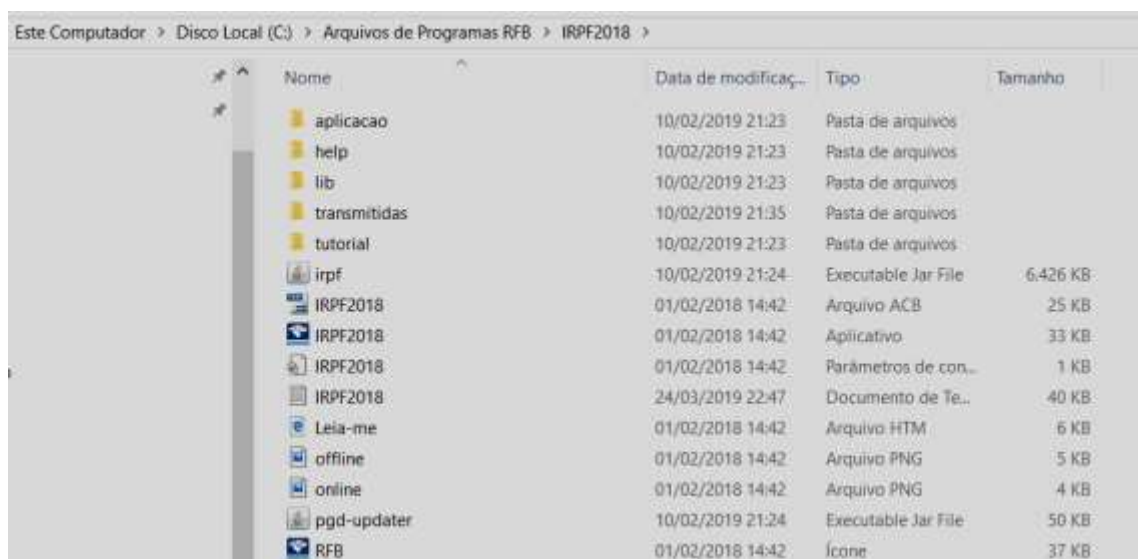 Este Computador > Disco Local (C:) > Arquivos de Programas RFB > IRPF2018 >
Nome Data de modificaç... Tipo Tamanho
aplicacao 10/02/2019 21:23 Pasta de arquivos
help 10/02/2019 21:23 Pasta de arquivos
lib 10/02/2019 21:23 Pasta de arquivos
transmitidas 10/02/2019 21:35 Pasta de arquivos
tutorial 10/02/2019 21:23 Pasta de arquivos
irpf 10/02/2019 21:24 Executable Jar File 6.426 KB
IRPF2018 01/02/2018 14:42 Arquivo ACB 25 KB
IRPF2018 01/02/2018 14:42 Aplicativo 33 KB
IRPF2018 01/02/2018 14:42 Parâmetros de con... 1 KB
IRPF2018 24/03/2019 22:47 Documento de Te... 40 KB
Leia-me 01/02/2018 14:42 Arquivo HTM 6 KB
offline 01/02/2018 14:42 Arquivo PNG 5 KB
online 01/02/2018 14:42 Arquivo PNG 4 KB
pgd-updater 10/02/2019 21:24 Executable Jar File 50 KB
RFB 01/02/2018 14:42 Ícone 37 KB